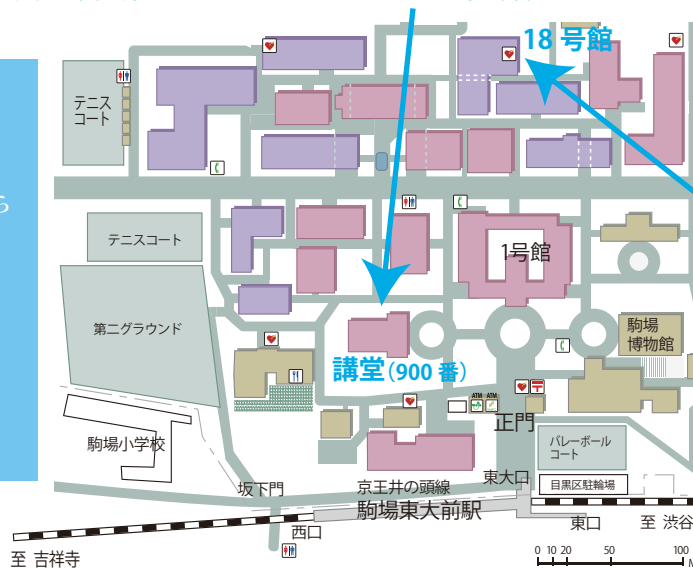 18 号館
テニス
コート
ら
テニスコート
1号館
第二グラウンド
駒場
博物館
講堂(900 番)
ATM ATM
正門
バレーボール
コート
駒場小学校
坂下門
京王井の頭線
東大口
目黒区駐輪場
駒場東大前駅
西口
東口
至 渋谷
至 吉祥寺
0 10 20 50 100